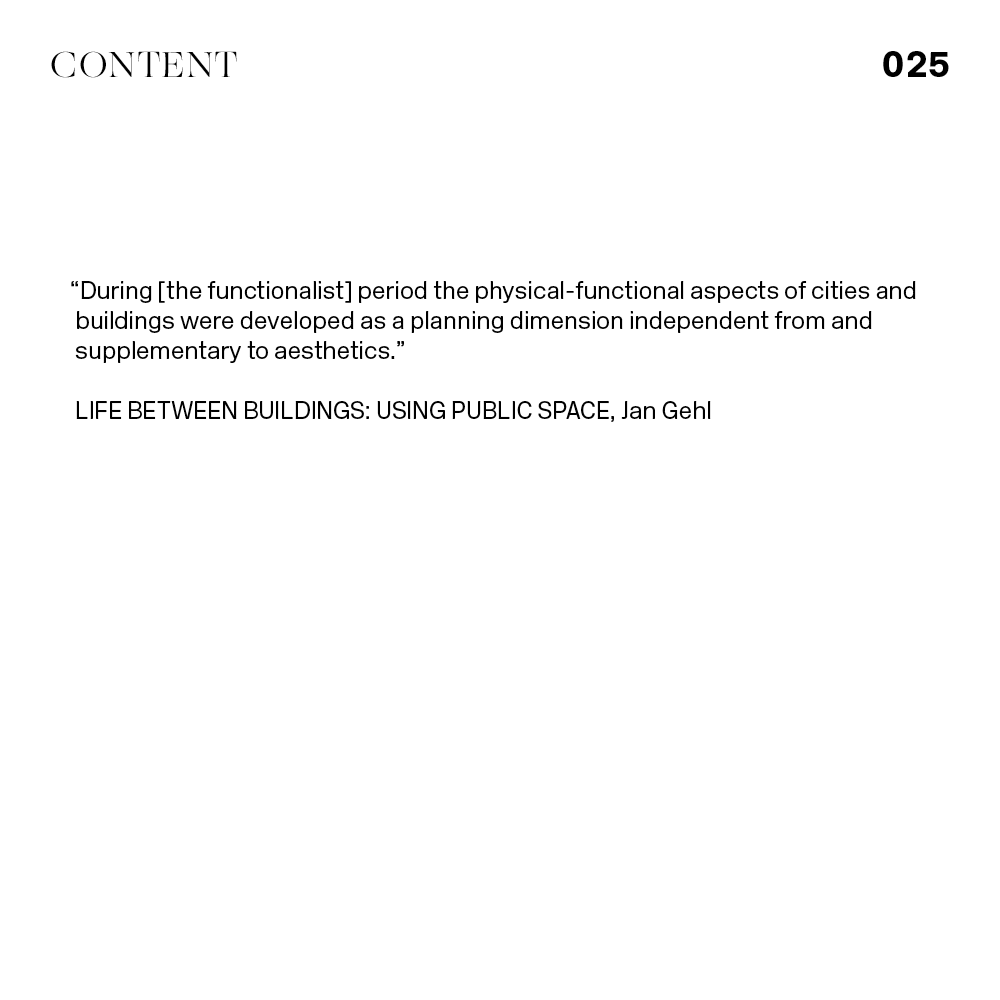 CONTENT
025
“During [the functionalist] period the physical-functional aspects of cities and
buildings were developed as a planning dimension independent from and
supplementary to aesthetics.”
LIFE BETWEEN BUILDINGS: USING PUBLIC SPACE, Jan Gehl